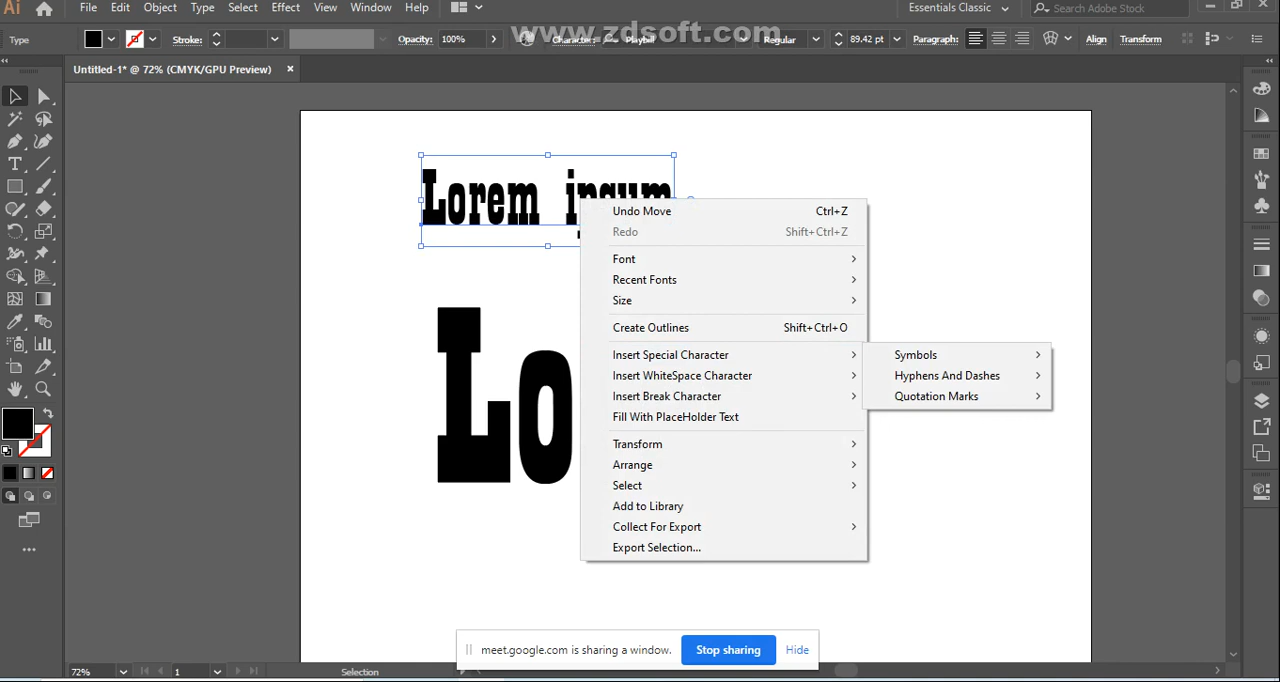 Ai File Edit Object Type Select Effect View Window Help Essentials Classic Search Adobe Stock
www.zdsoft.com
Type Stroke: Opacity: 100% Character: Playbill Regular 89.42 pt Paragraph: Align Transform
Untitled-1* @ 72% (CMYK/GPU Preview) ×
Lorem ipsum
Undo Move Ctrl+Z
Redo Shift+Ctrl+Z
Font
Recent Fonts
Size
Create Outlines Shift+Ctrl+O
Insert Special Character
Insert WhiteSpace Character
Insert Break Character
Fill With PlaceHolder Text
Transform
Arrange
Select
Add to Library
Collect For Export
Export Selection...
Symbols
Hyphens And Dashes
Quotation Marks
Lo
meet.google.com is sharing a window. Stop sharing Hide
72% 1 Selection